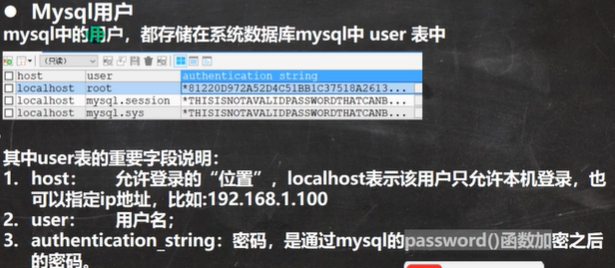 ● Mysql用户
mysql中的用户，都存储在系统数据库mysql中 user 表中
(只读)
host user authentication_string
localhost root *81220D972A52D4C51BB1C37518A2613...
localhost mysql.session *THISISNOTAVALIDPASSWORDTHATCANB...
localhost mysql.sys *THISISNOTAVALIDPASSWORDTHATCANB...
其中user表的重要字段说明：
1. host： 允许登录的“位置”，localhost表示该用户只允许本机登录，也
可以指定ip地址，比如:192.168.1.100
2. user： 用户名；
3. authentication_string：密码，是通过mysql的password()函数加密之后
的密码。